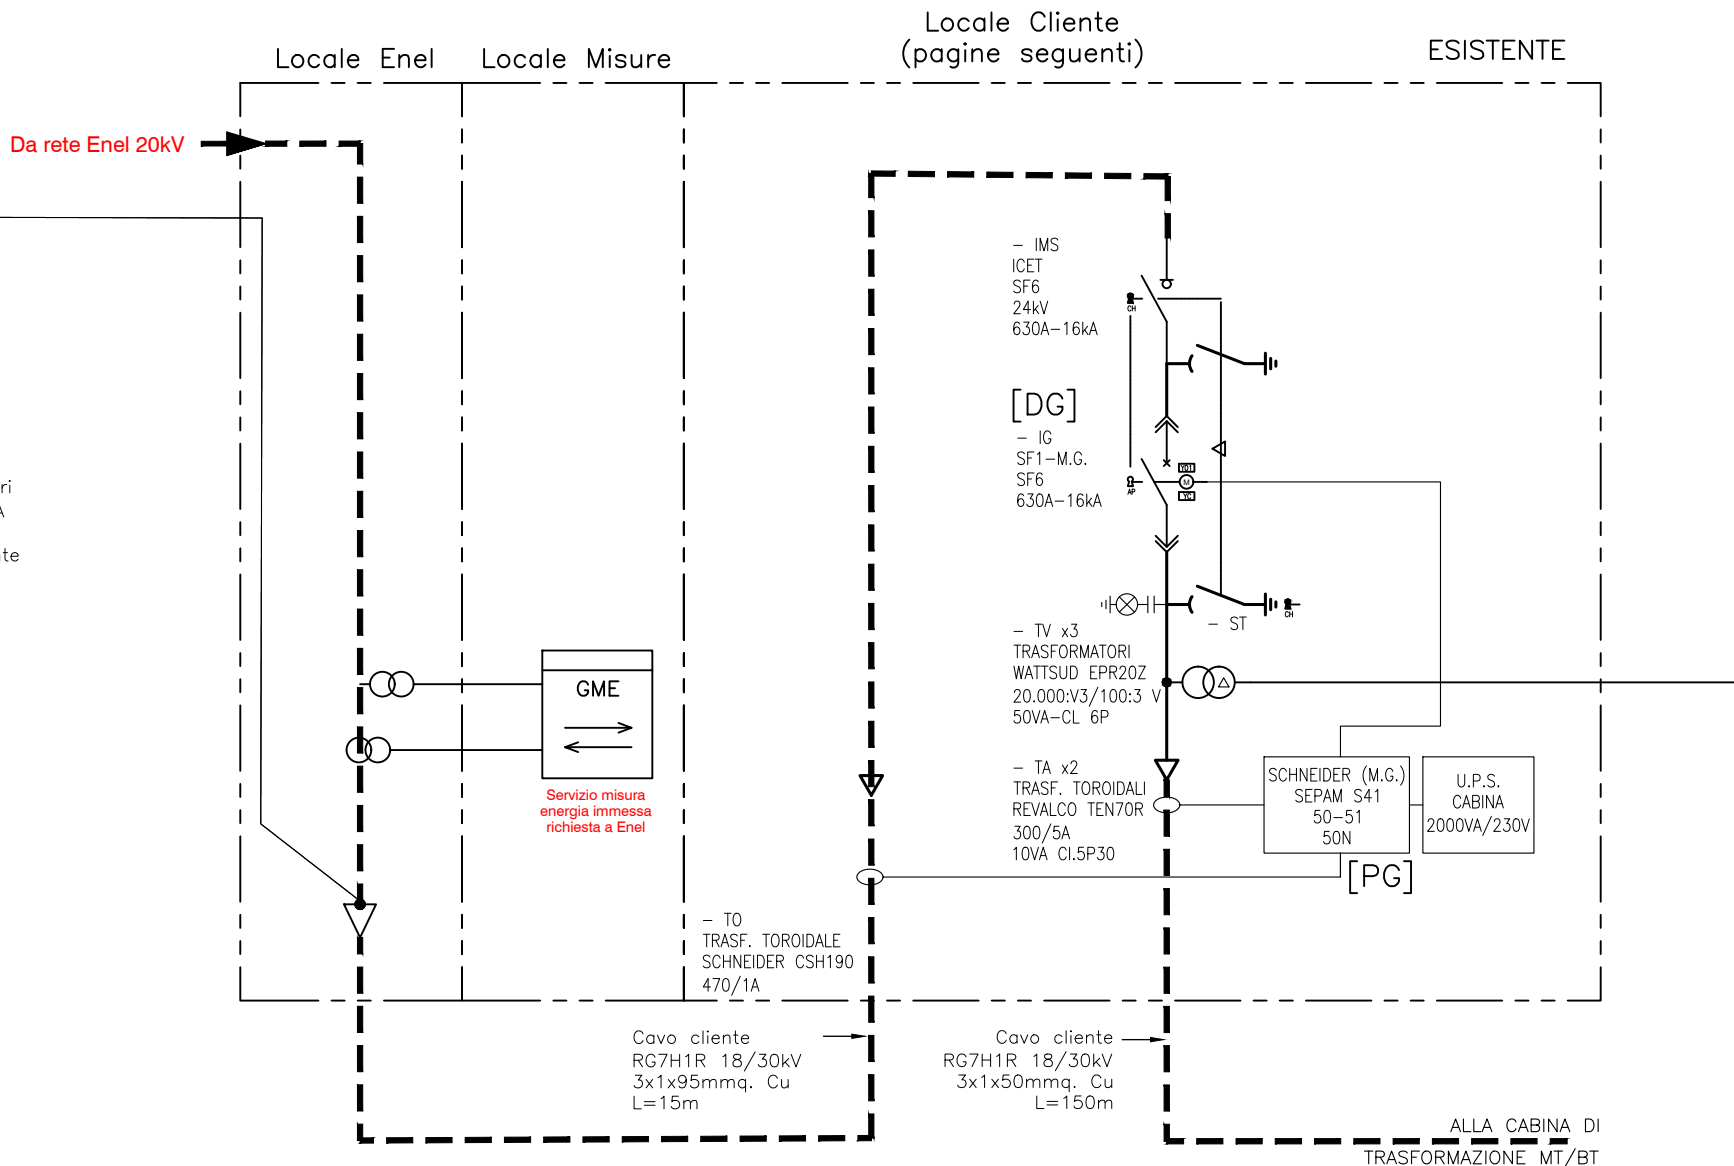 Locale Enel
Locale Misure
Locale Cliente
(pagine seguenti)
ESISTENTE
Da rete Enel 20kV
- IMS
ICET
SF6
24kV
630A-16kA
CH
[DG]
- IG
SF1-M.G.
SF6
630A-16kA
AP
M
YC
ri
A
nte
- ST
CH
- TV x3
TRASFORMATORI
WATTSUD EPR20Z
20.000:V3/100:3 V
50VA-CL 6P
GME
Servizio misura
energia immessa
richiesta a Enel
- TA x2
TRASF. TOROIDALI
REVALCO TEN70R
300/5A
10VA Cl.5P30
SCHNEIDER (M.G.)
SEPAM S41
50-51
50N
U.P.S.
CABINA
2000VA/230V
[PG]
- TO
TRASF. TOROIDALE
SCHNEIDER CSH190
470/1A
Cavo cliente
RG7H1R 18/30kV
3x1x95mmq. Cu
L=15m
Cavo cliente
RG7H1R 18/30kV
3x1x50mmq. Cu
L=150m
ALLA CABINA DI
TRASFORMAZIONE MT/BT